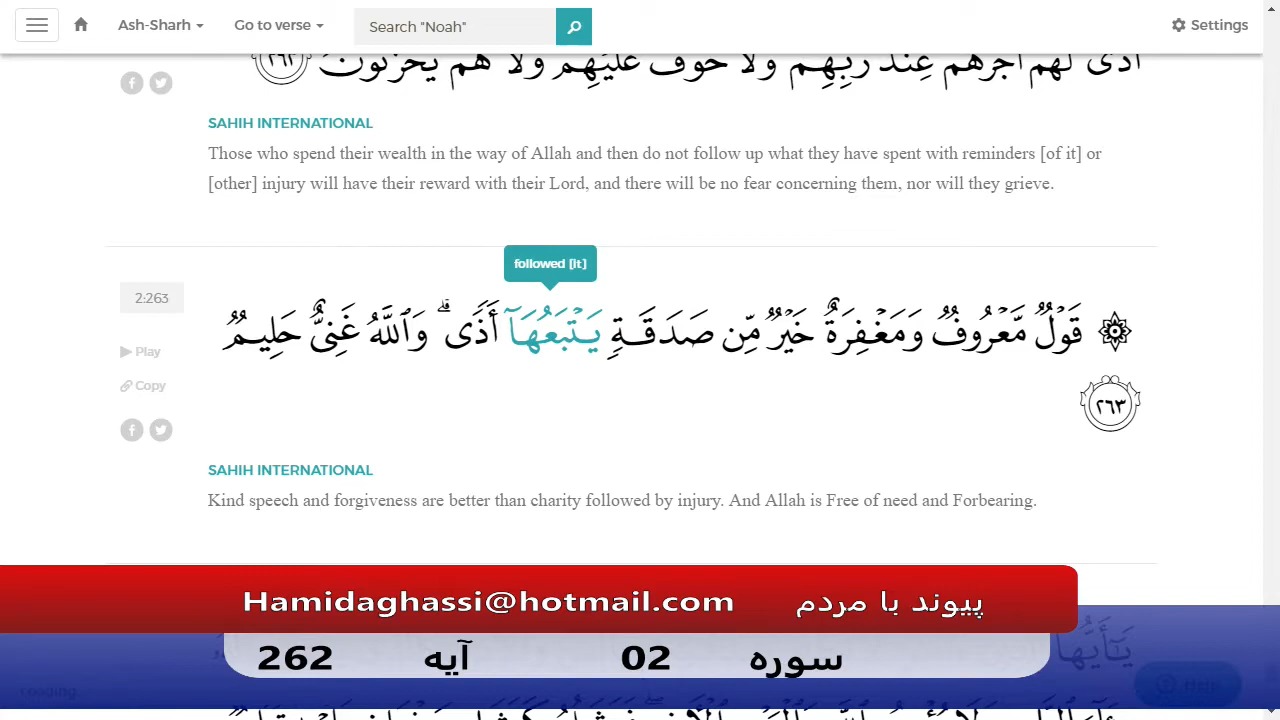 Ash-Sharh Go to verse Search "Noah" Settings
أَذًى لَّهُمْ أَجْرُهُمْ عِندَ رَبِّهِمْ وَلَا خَوْفٌ عَلَيْهِمْ وَلَا هُمْ يَحْزَنُونَ ٢٦٢
SAHIH INTERNATIONAL
Those who spend their wealth in the way of Allah and then do not follow up what they have spent with reminders [of it] or
[other] injury will have their reward with their Lord, and there will be no fear concerning them, nor will they grieve.
followed [it]
2:263
۞ قَوْلٌ مَّعْرُوفٌ وَمَغْفِرَةٌ خَيْرٌ مِّن صَدَقَةٍ يَتْبَعُهَآ أَذًى ۗ وَٱللَّهُ غَنِىٌّ حَلِيمٌ
٢٦٣
Play
Copy
SAHIH INTERNATIONAL
Kind speech and forgiveness are better than charity followed by injury. And Allah is Free of need and Forbearing.
پیوند با مردم Hamidaghassi@hotmail.com
سوره 02 آیه 262
يَٰٓأَيُّهَا
Help